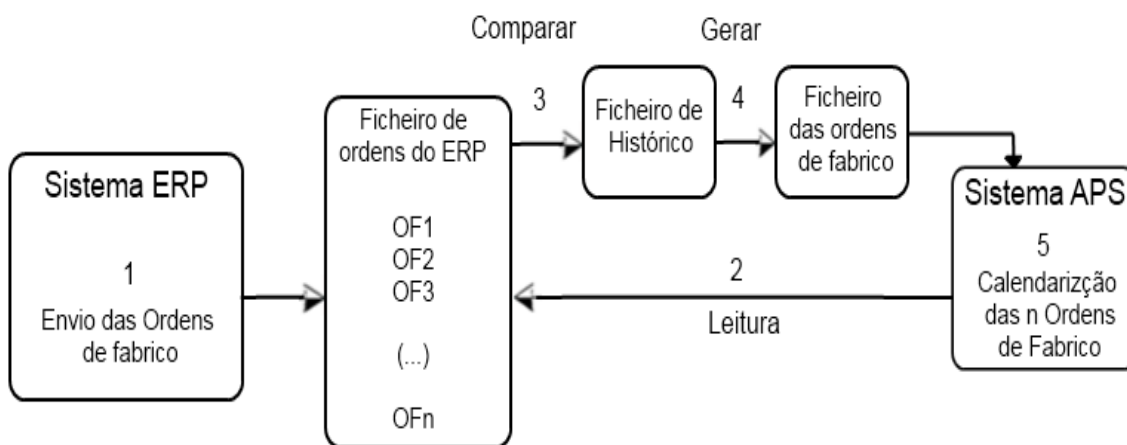 Comparar
Gerar
Sistema ERP
1
Envio das Ordens
de fabrico
Ficheiro de
ordens do ERP
OF1
OF2
OF3
(...)
OFn
3
Ficheiro de
Histórico
4
Ficheiro
das ordens
de fabrico
Sistema APS
5
Calendarizção
das n Ordens
de Fabrico
2
Leitura